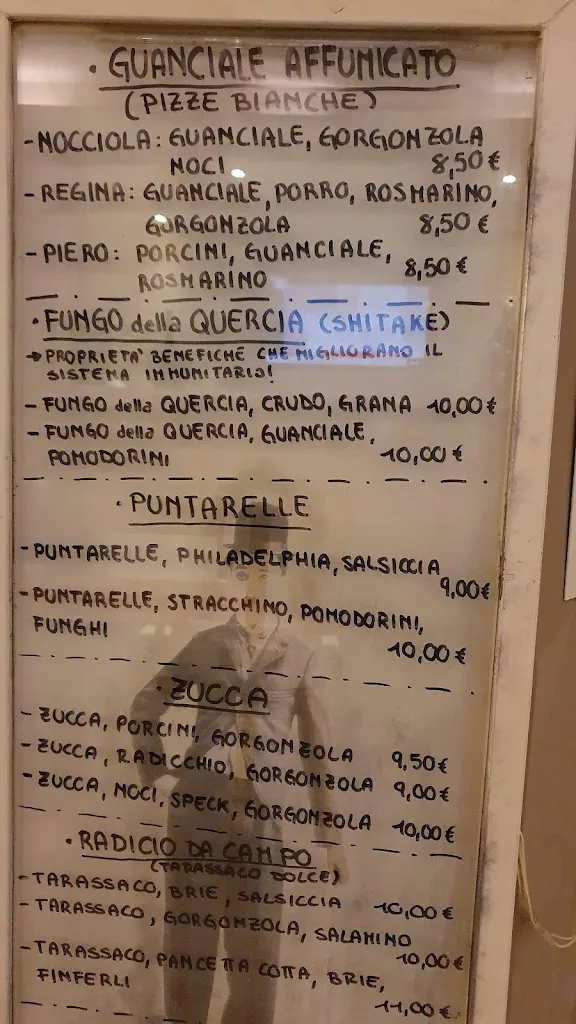 · GUANCIALE AFFUMICATO
(PIZZE BIANCHE)
- NOCCIOLA: GUANCIALE, GORGONZOLA
NOCI 8,50 €
- REGINA: GUANCIALE, PORRO, ROSMARINO,
GORGONZOLA 8,50 €
- PIERO: PORCINI, GUANCIALE,
ROSMARINO 8,50 €
· FUNGO della QUERCIA (SHITAKE)
→ PROPRIETA' BENEFICHE CHE MIGLIORANO IL
SISTEMA IMMUNITARIO!
- FUNGO della QUERCIA, CRUDO, GRANA 10,00 €
- FUNGO della QUERCIA, GUANCIALE,
POMODORINI 10,00 €
· PUNTARELLE
- PUNTARELLE, PHILADELPHIA, SALSICCIA
9,00 €
- PUNTARELLE, STRACCHINO, POMODORINI,
FUNGHI 10,00 €
· ZUCCA
- ZUCCA, PORCINI, GORGONZOLA 9,50 €
- ZUCCA, RADICCHIO, GORGONZOLA 9,00 €
- ZUCCA, NOCI, SPECK, GORGONZOLA 10,00 €
· RADICIO DA CAMPO
(TARASSACO DOLCE)
- TARASSACO, BRIE, SALSICCIA 10,00 €
- TARASSACO, GORGONZOLA, SALAMINO
10,00 €
- TARASSACO, PANCETTA COTTA, BRIE,
FINFERLI 11,00 €